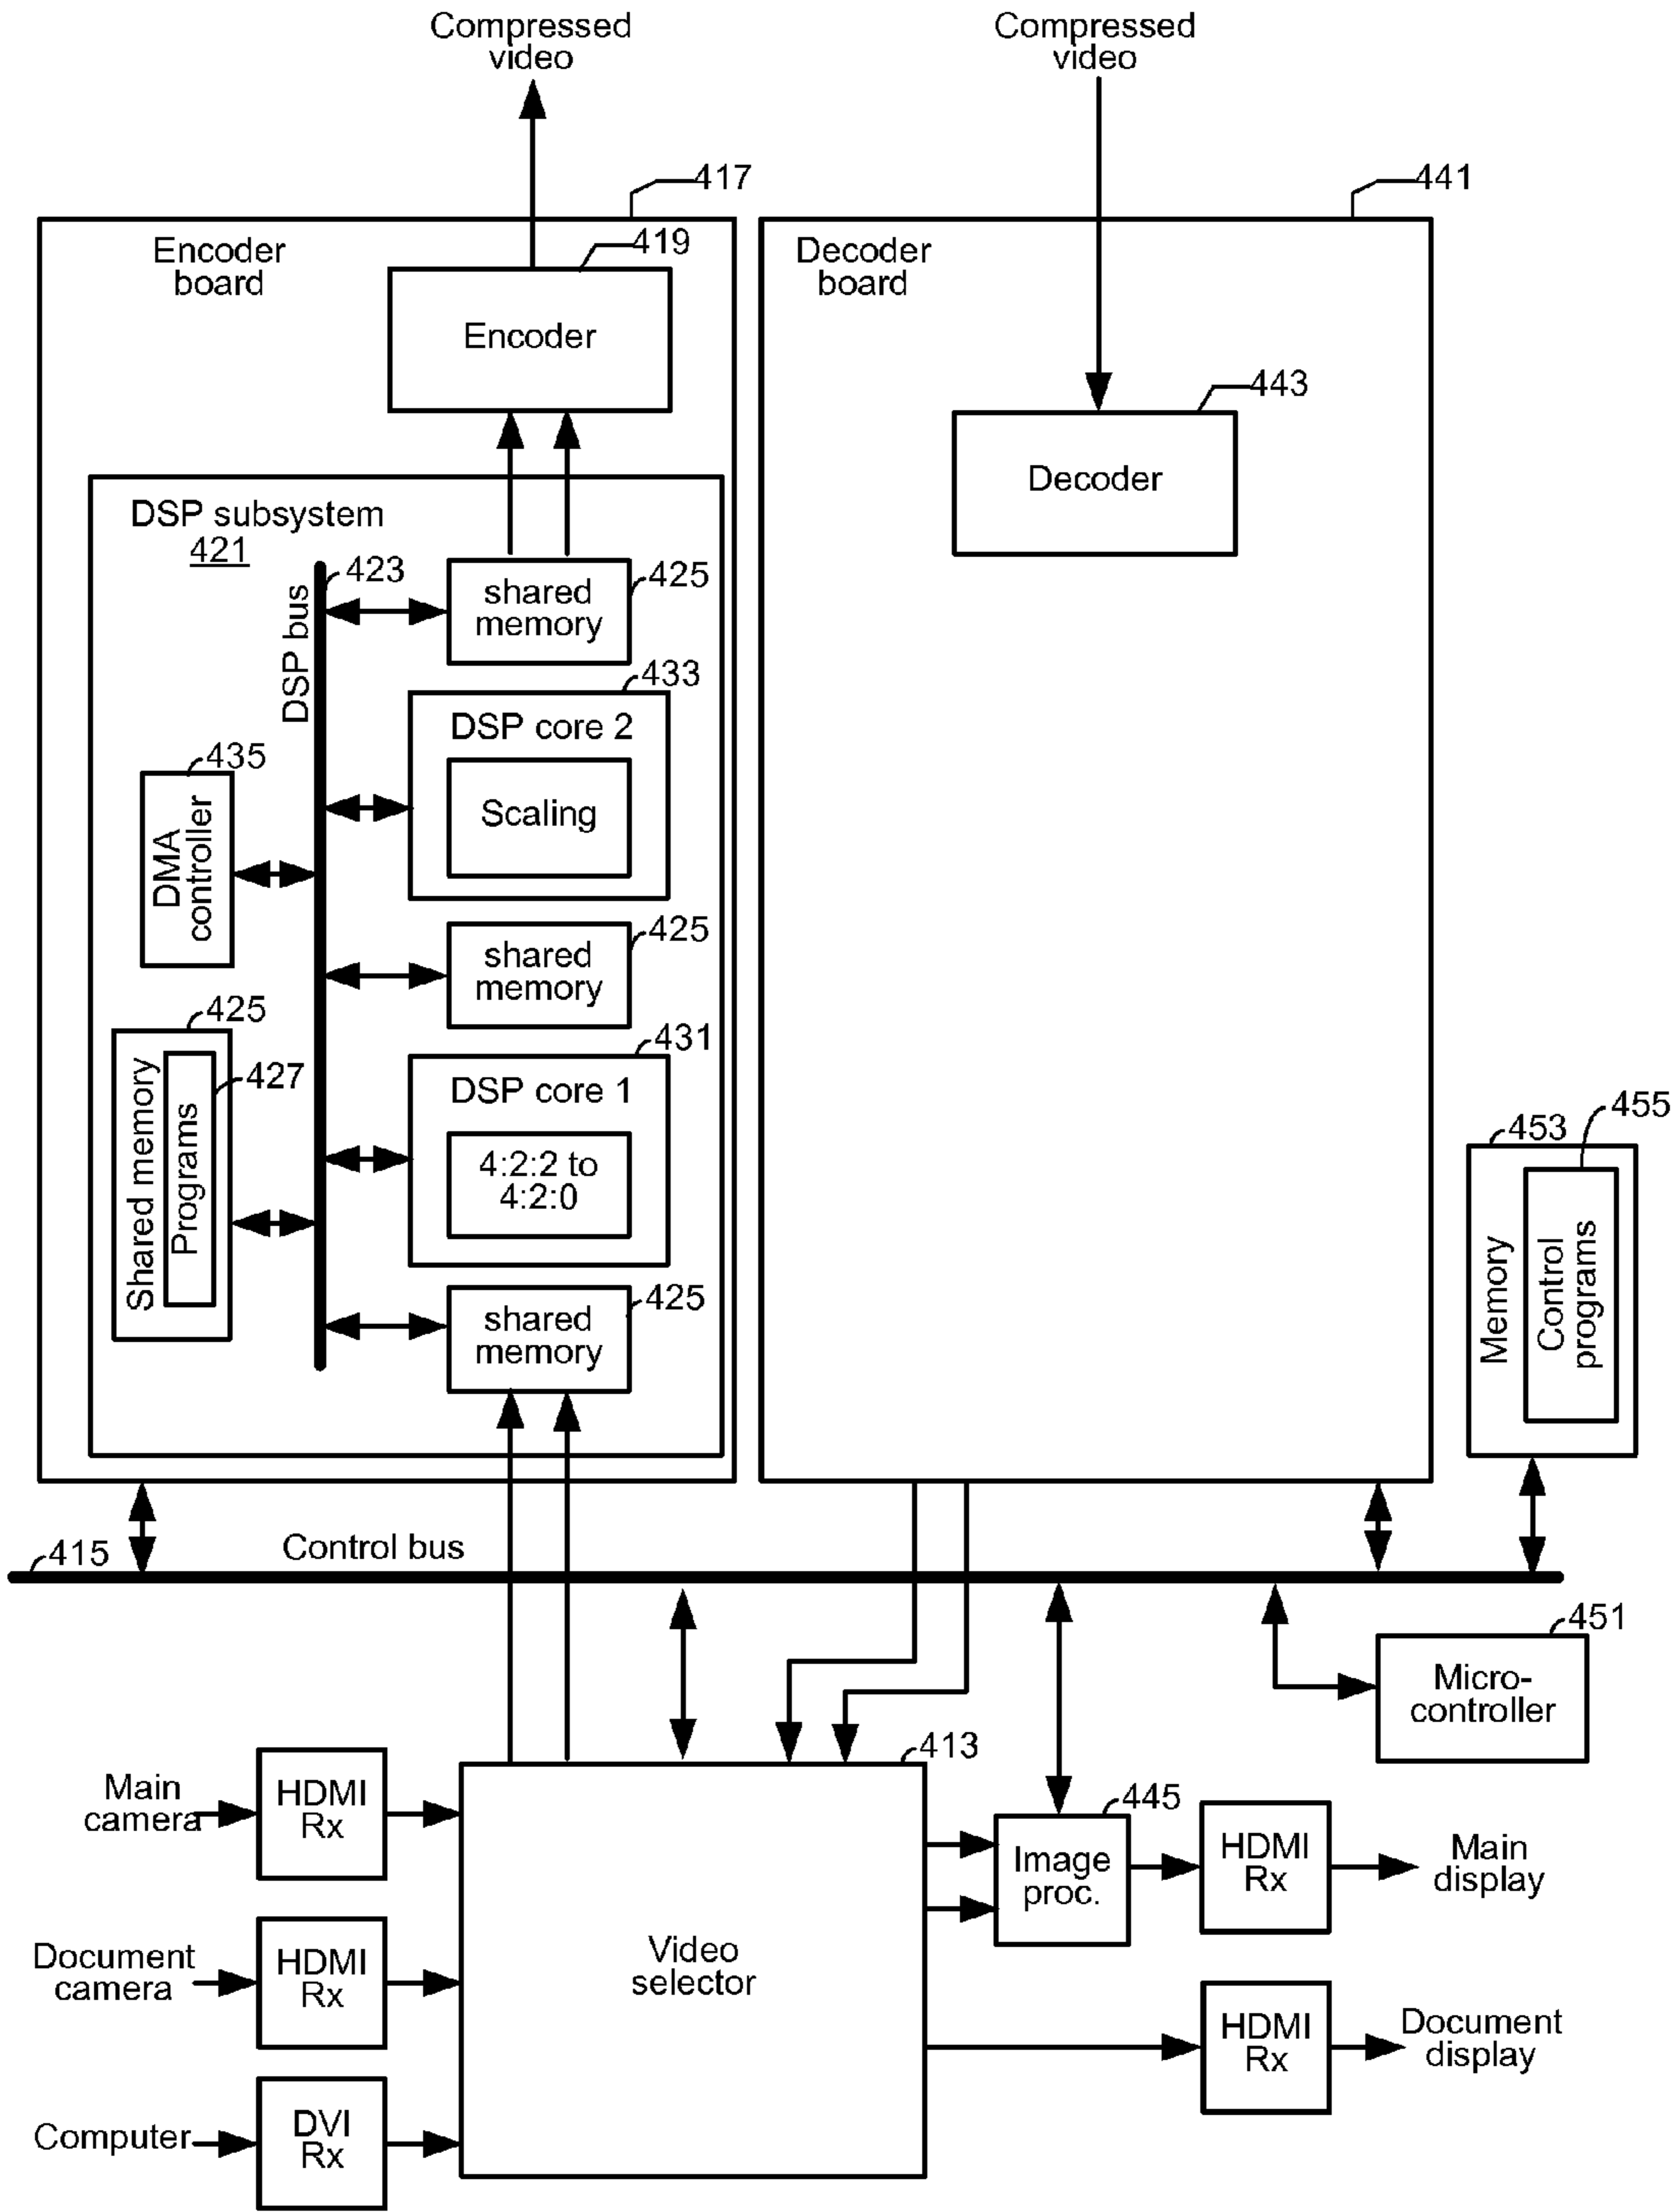 Compressed
video
Compressed
video
417
441
Encoder
board
419
Decoder
board
Encoder
443
Decoder
DSP subsystem
421
423
DSP bus
shared
memory
425
433
DSP core 2
Scaling
435
DMA
controller
shared
memory
425
425
427
Shared memory
Programs
431
DSP core 1
4:2:2 to
4:2:0
shared
memory
425
453
455
Memory
Control
programs
415
Control bus
451
Micro-
controller
413
Main
camera
HDMI
Rx
445
Image
proc.
HDMI
Rx
Main
display
Document
camera
HDMI
Rx
Video
selector
HDMI
Rx
Document
display
Computer
DVI
Rx